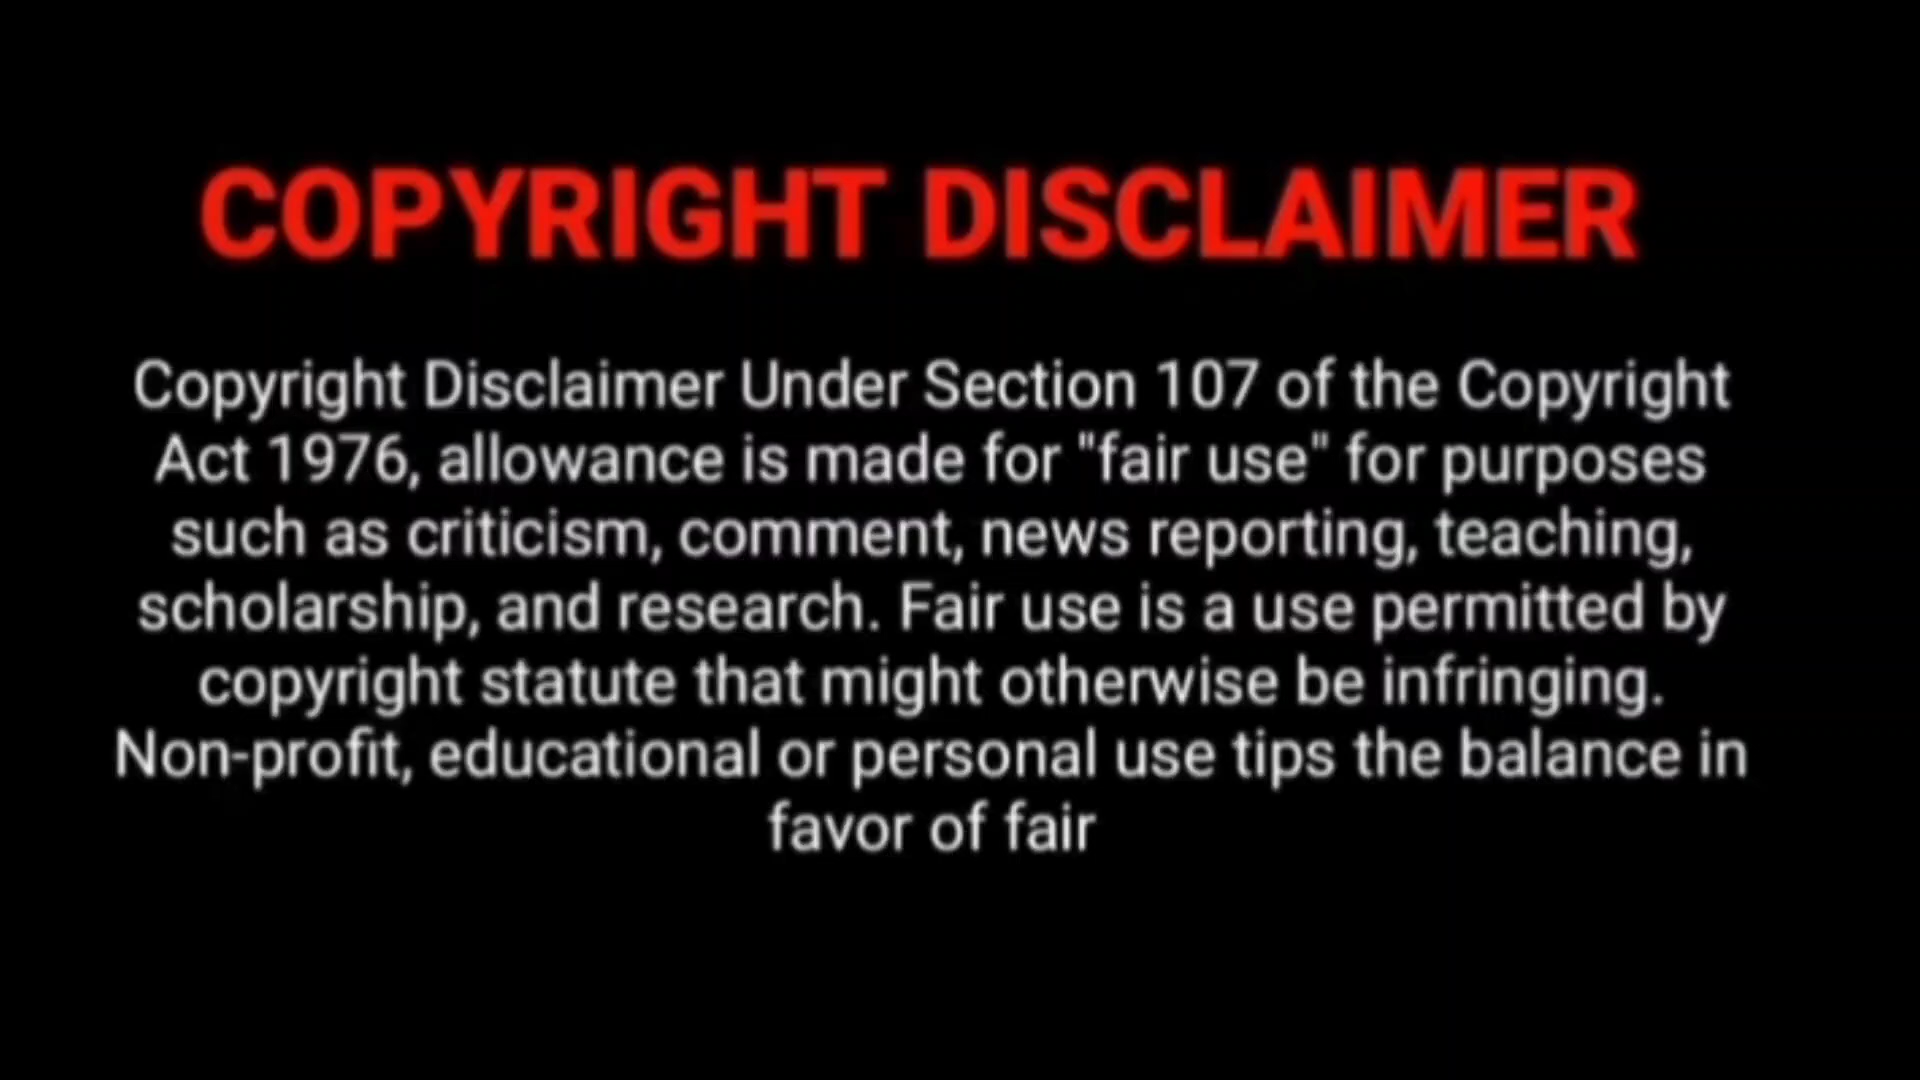 COPYRIGHT DISCLAIMER
Copyright Disclaimer Under Section 107 of the Copyright
Act 1976, allowance is made for "fair use" for purposes
such as criticism, comment, news reporting, teaching,
scholarship, and research. Fair use is a use permitted by
copyright statute that might otherwise be infringing.
Non-profit, educational or personal use tips the balance in
favor of fair